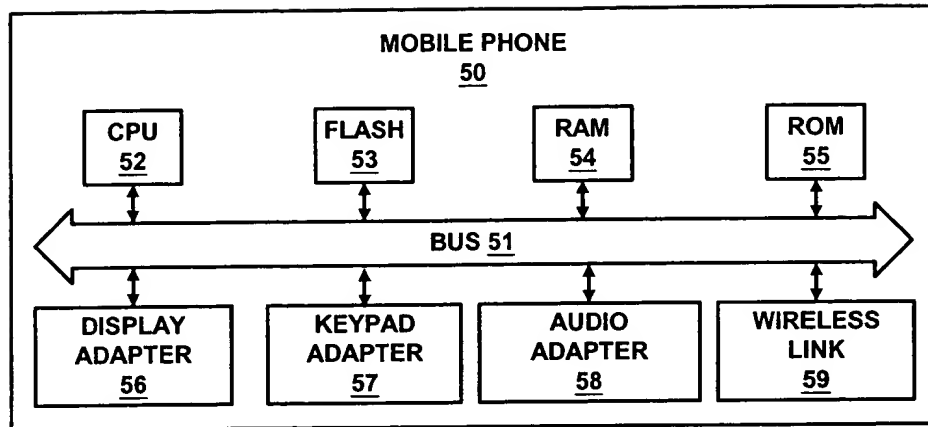 MOBILE PHONE
50
CPU
52
FLASH
53
RAM
54
ROM
55
BUS 51
DISPLAY
ADAPTER
56
KEYPAD
ADAPTER
57
AUDIO
ADAPTER
58
WIRELESS
LINK
59